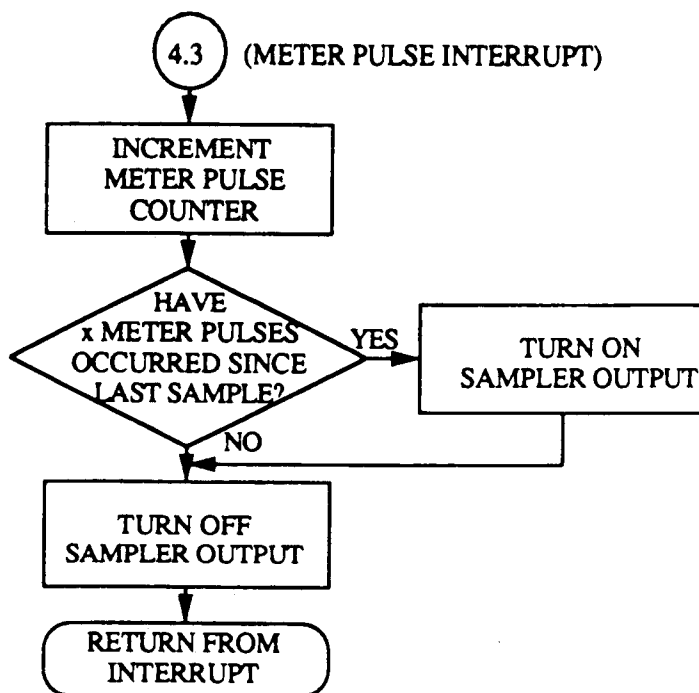 4.3 (METER PULSE INTERRUPT)
INCREMENT
METER PULSE
COUNTER
HAVE
x METER PULSES
OCCURRED SINCE
LAST SAMPLE?
YES
TURN ON
SAMPLER OUTPUT
NO
TURN OFF
SAMPLER OUTPUT
RETURN FROM
INTERRUPT